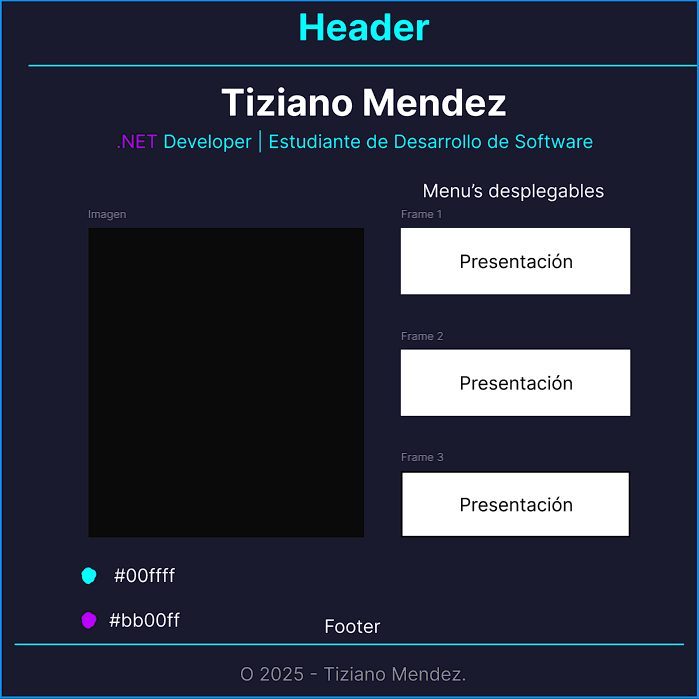 Header
Tiziano Mendez
.NET Developer | Estudiante de Desarrollo de Software
Menu’s desplegables
Imagen
Frame 1
Presentación
Frame 2
Presentación
Frame 3
Presentación
#00ffff
#bb00ff
Footer
O 2025 - Tiziano Mendez.